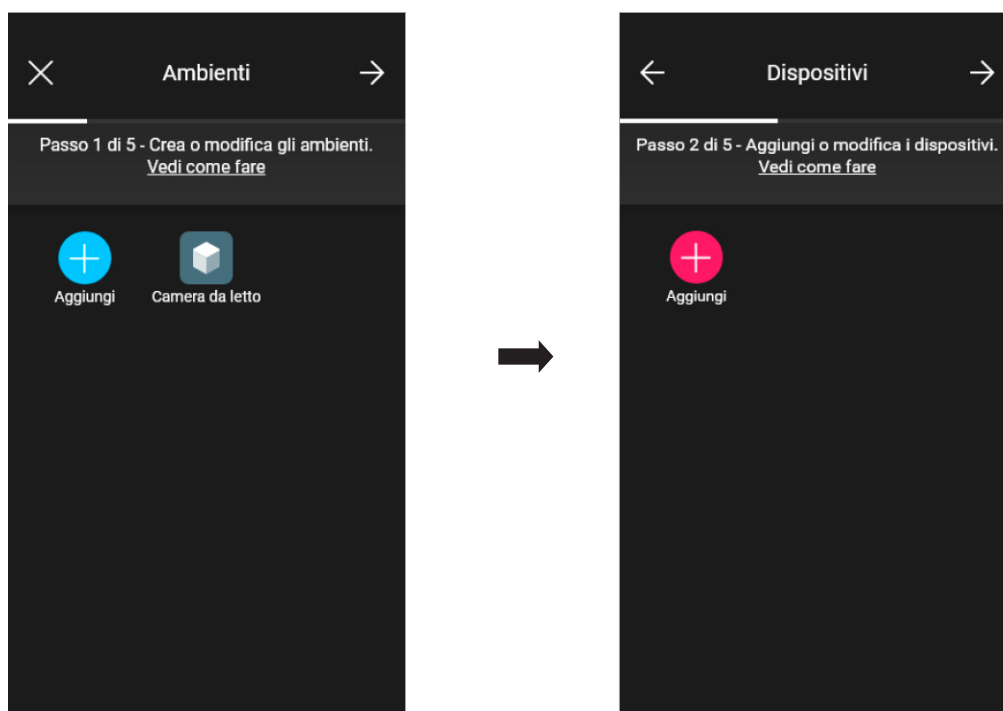 Ambienti
Passo 1 di 5 - Crea o modifica gli ambienti.
Vedi come fare
Aggiungi
Camera da letto
Dispositivi
Passo 2 di 5 - Aggiungi o modifica i dispositivi.
Vedi come fare
Aggiungi